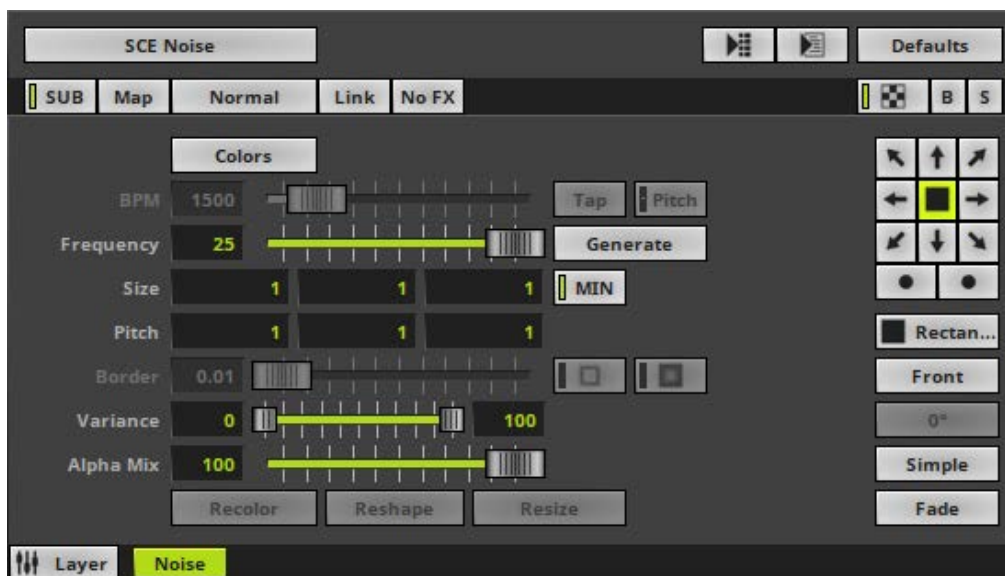 SCE Noise Defaults
SUB Map Normal Link No FX B S
Colors
BPM 1500 Tap Pitch
Frequency 25 Generate
Size 1 1 1 MIN
Pitch 1 1 1
Rectan...
Border 0.01
Front
Variance 0 100
0°
Alpha Mix 100
Simple
Recolor Reshape Resize
Fade
Layer Noise